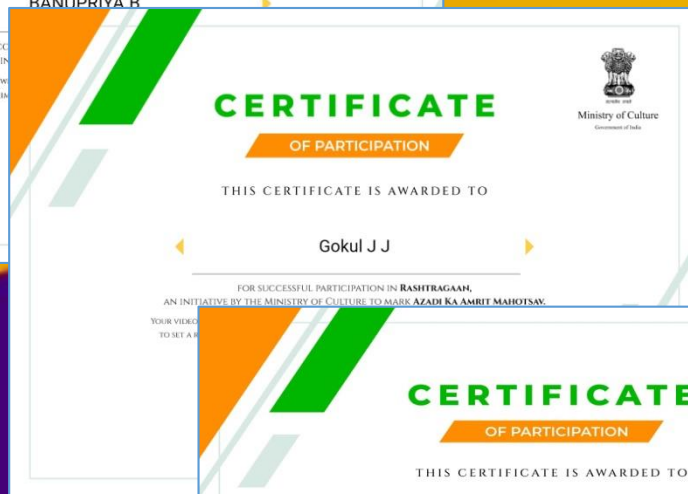 BANUPRIYA B
CERTIFICATE
OF PARTICIPATION
Ministry of Culture
Government of India
THIS CERTIFICATE IS AWARDED TO
Gokul J J
FOR SUCCESSFUL PARTICIPATION IN RASHTRAGAAN,
AN INITIATIVE BY THE MINISTRY OF CULTURE TO MARK AZADI KA AMRIT MAHOTSAV.
YOUR VIDEO
TO SET A
CERTIFICATE
OF PARTICIPATION
THIS CERTIFICATE IS AWARDED TO